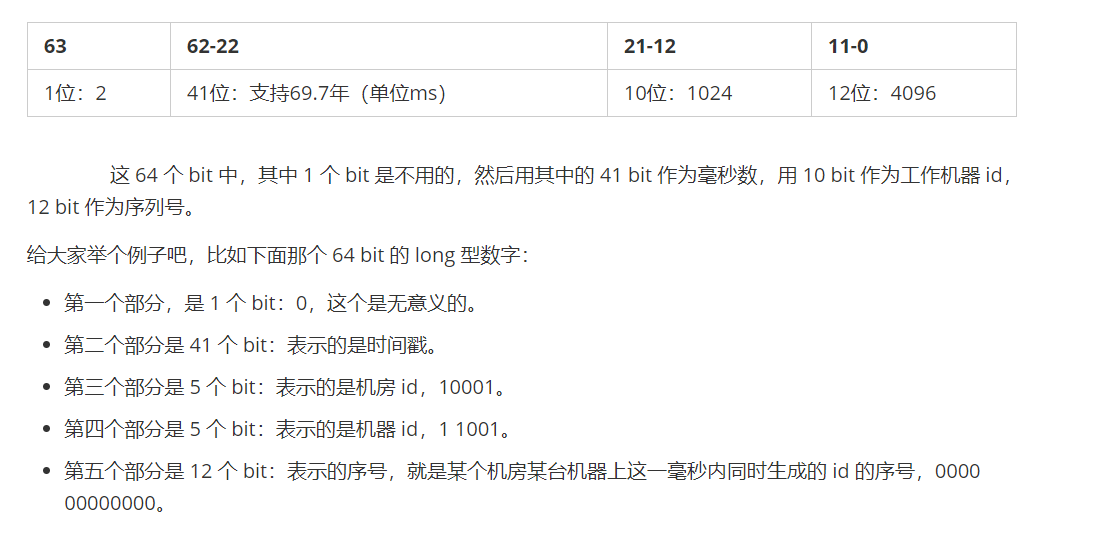 63 62-22 21-12 11-0
1位：2 41位：支持69.7年（单位ms） 10位：1024 12位：4096
这 64 个 bit 中，其中 1 个 bit 是不用的，然后用其中的 41 bit 作为毫秒数，用 10 bit 作为工作机器 id，
12 bit 作为序列号。
给大家举个例子吧，比如下面那个 64 bit 的 long 型数字：
• 第一个部分，是 1 个 bit：0，这个是无意义的。
• 第二个部分是 41 个 bit：表示的是时间戳。
• 第三个部分是 5 个 bit：表示的是机房 id，10001。
• 第四个部分是 5 个 bit：表示的是机器 id，1 1001。
• 第五个部分是 12 个 bit：表示的序号，就是某个机房某台机器上这一毫秒内同时生成的 id 的序号，0000
00000000。